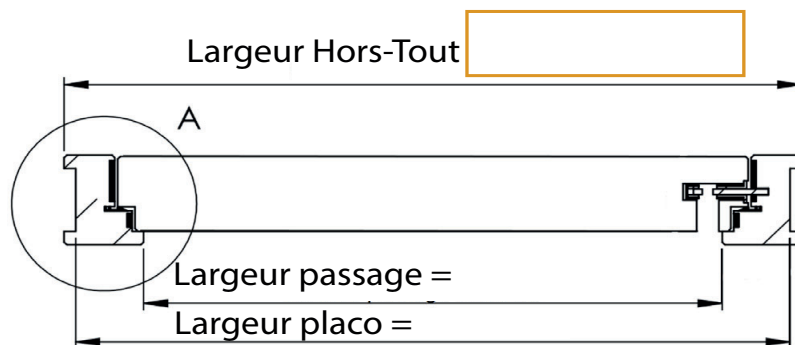 Largeur Hors-Tout
A
Largeur passage =
Largeur placo =